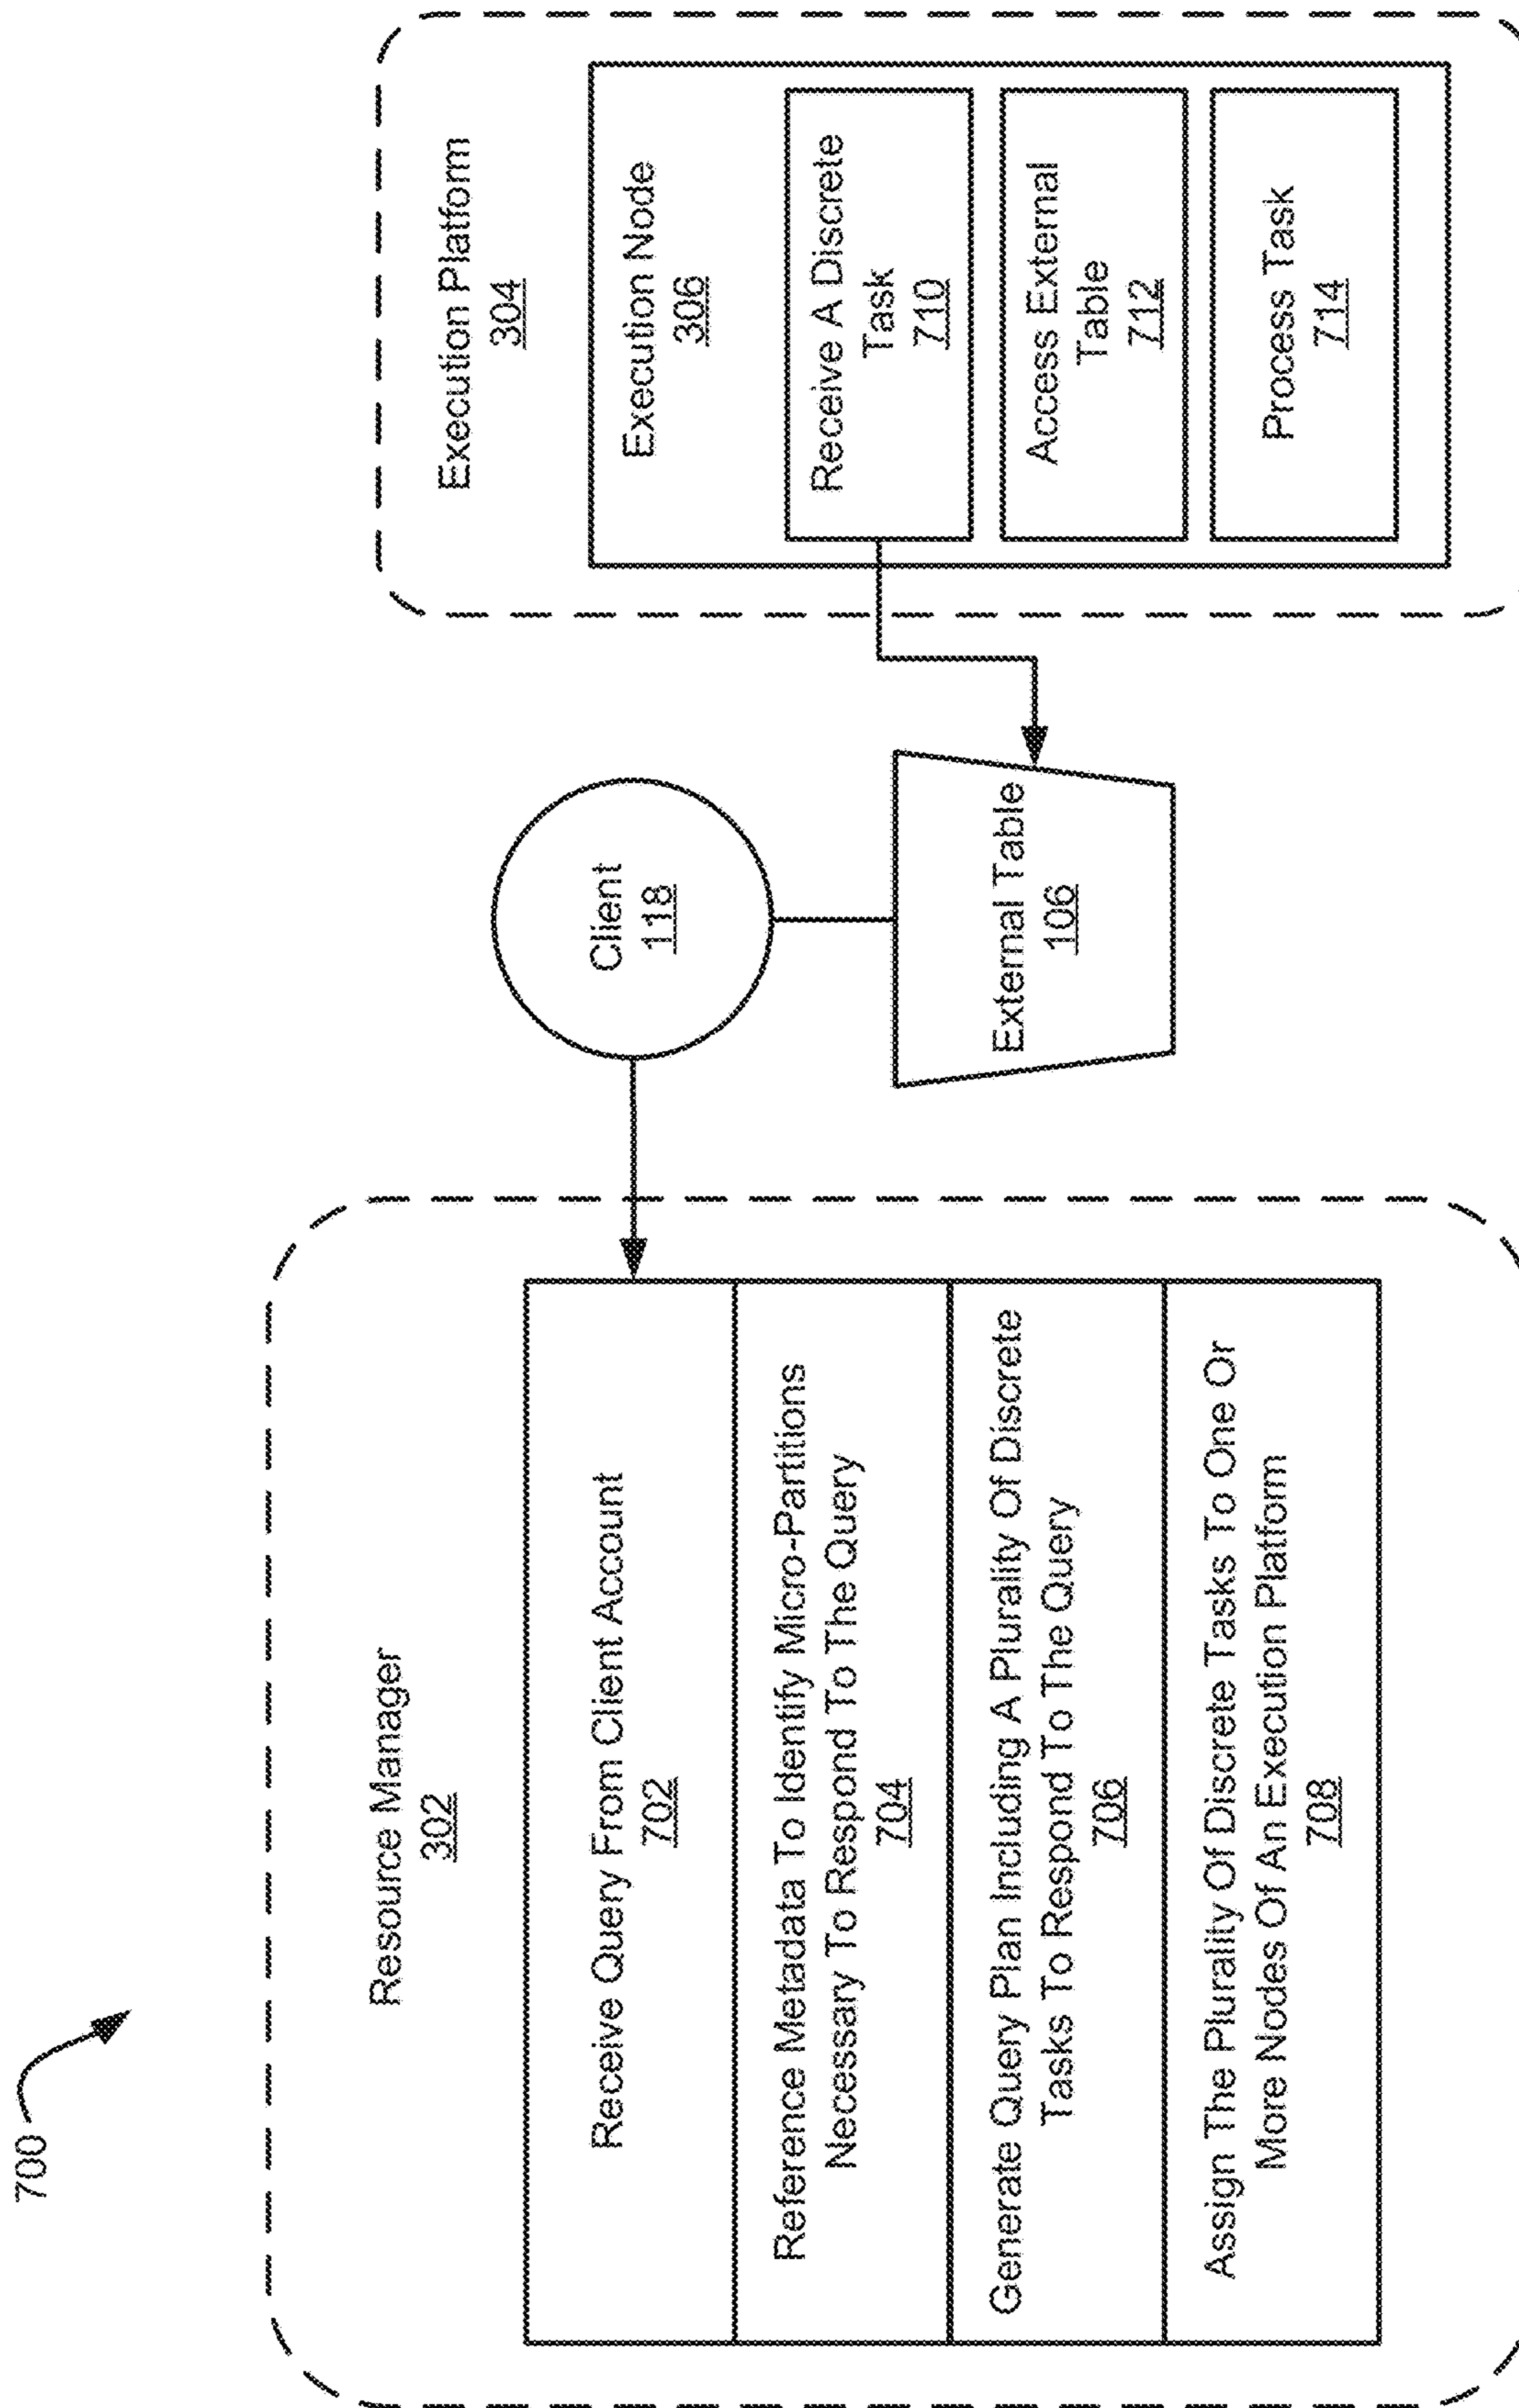 700
Resource Manager
302
Receive Query From Client Account
702
Reference Metadata To Identify Micro-Partitions
Necessary To Respond To The Query
704
Generate Query Plan Including A Plurality Of Discrete
Tasks To Respond To The Query
706
Assign The Plurality Of Discrete Tasks To One Or
More Nodes Of An Execution Platform
708
Client
118
External Table
106
Execution Platform
304
Execution Node
306
Receive A Discrete
Task
710
Access External
Table
712
Process Task
714